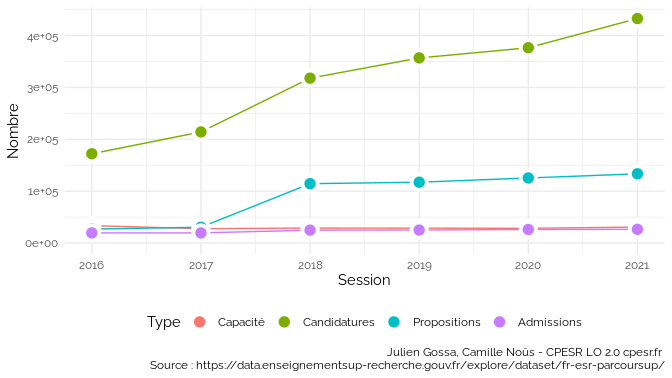 Nombre
4e+05
3e+05
2e+05
1e+05
0e+00
2016 2017 2018 2019 2020 2021
Session
Type Capacité Candidatures Propositions Admissions
Julien Gossa, Camille Noûs - CPESR LO 2.0 cpesr.fr
Source : https://data.enseignementsup-recherche.gouv.fr/explore/dataset/fr-esr-parcoursup/